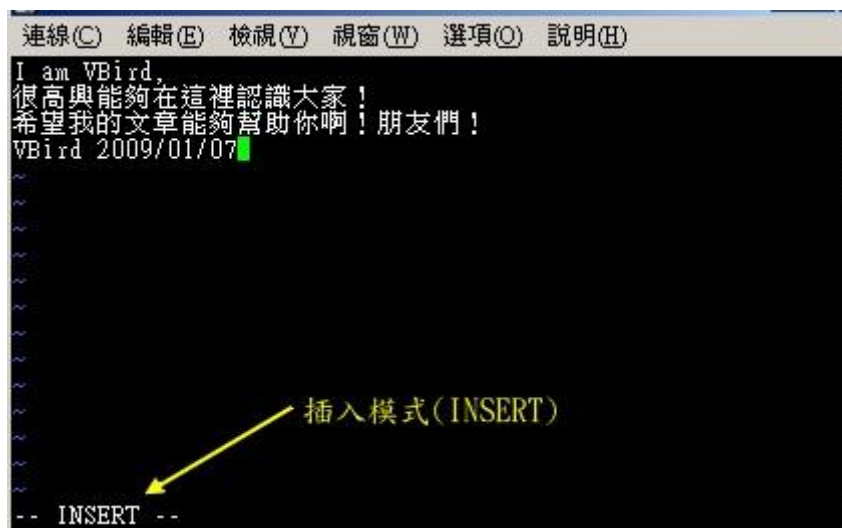 連線(C) 編輯(E) 檢視(V) 視窗(W) 選項(O) 說明(H)
I am VBird,
很高興能夠在這裡認識大家！
希望我的文章能夠幫助你啊！朋友們！
VBird 2009/01/07
~
~
~
~
~
~
~
~
~
~
~
~
~
插入模式(INSERT)
-- INSERT --